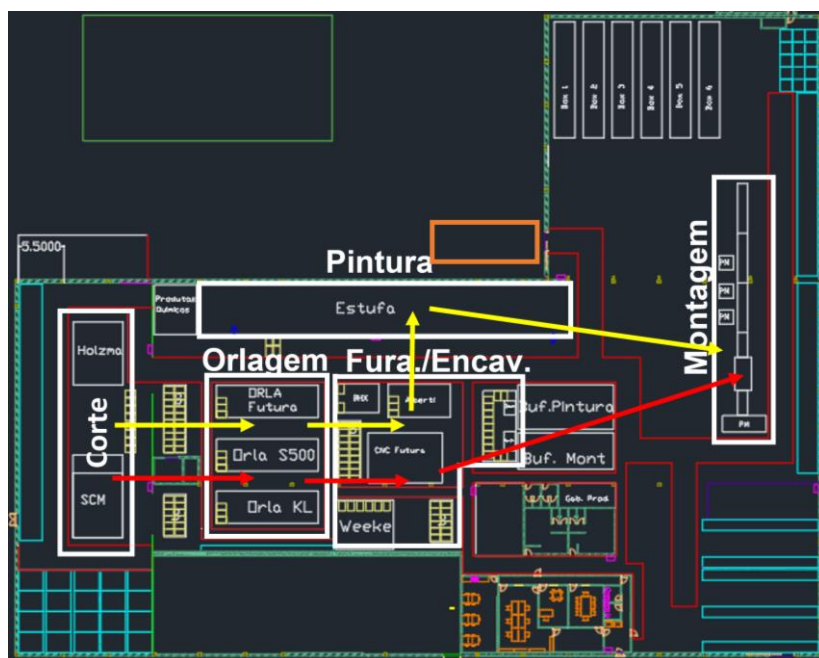 Box 1
Box 2
Box 3
Box 4
Box 5
Box 6
5.5000
Pintura
Produtos
Químicos
Estufa
Montagem
PM
PM
PM
PM
Corte
Holzma
SCM
Orlagem
ORLA
Futura
Orla S500
Orla KL
Fura./Encav.
BHX
CNC Futura
Weeke
Buf.PIntura
Buf. Mont
Gab. Prod.